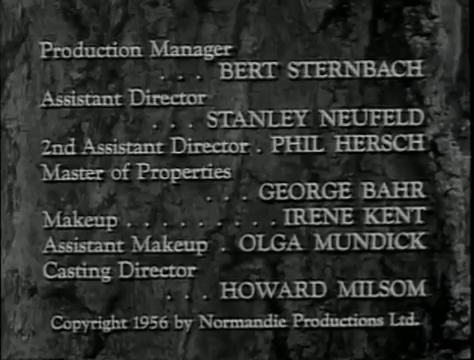 Production Manager
. . . BERT STERNBACH
Assistant Director
. . . STANLEY NEUFELD
2nd Assistant Director . PHIL HERSCH
Master of Properties
. . . GEORGE BAHR
Makeup . . . . . . . . . IRENE KENT
Assistant Makeup . OLGA MUNDICK
Casting Director
. . . HOWARD MILSOM
Copyright 1956 by Normandie Productions Ltd.